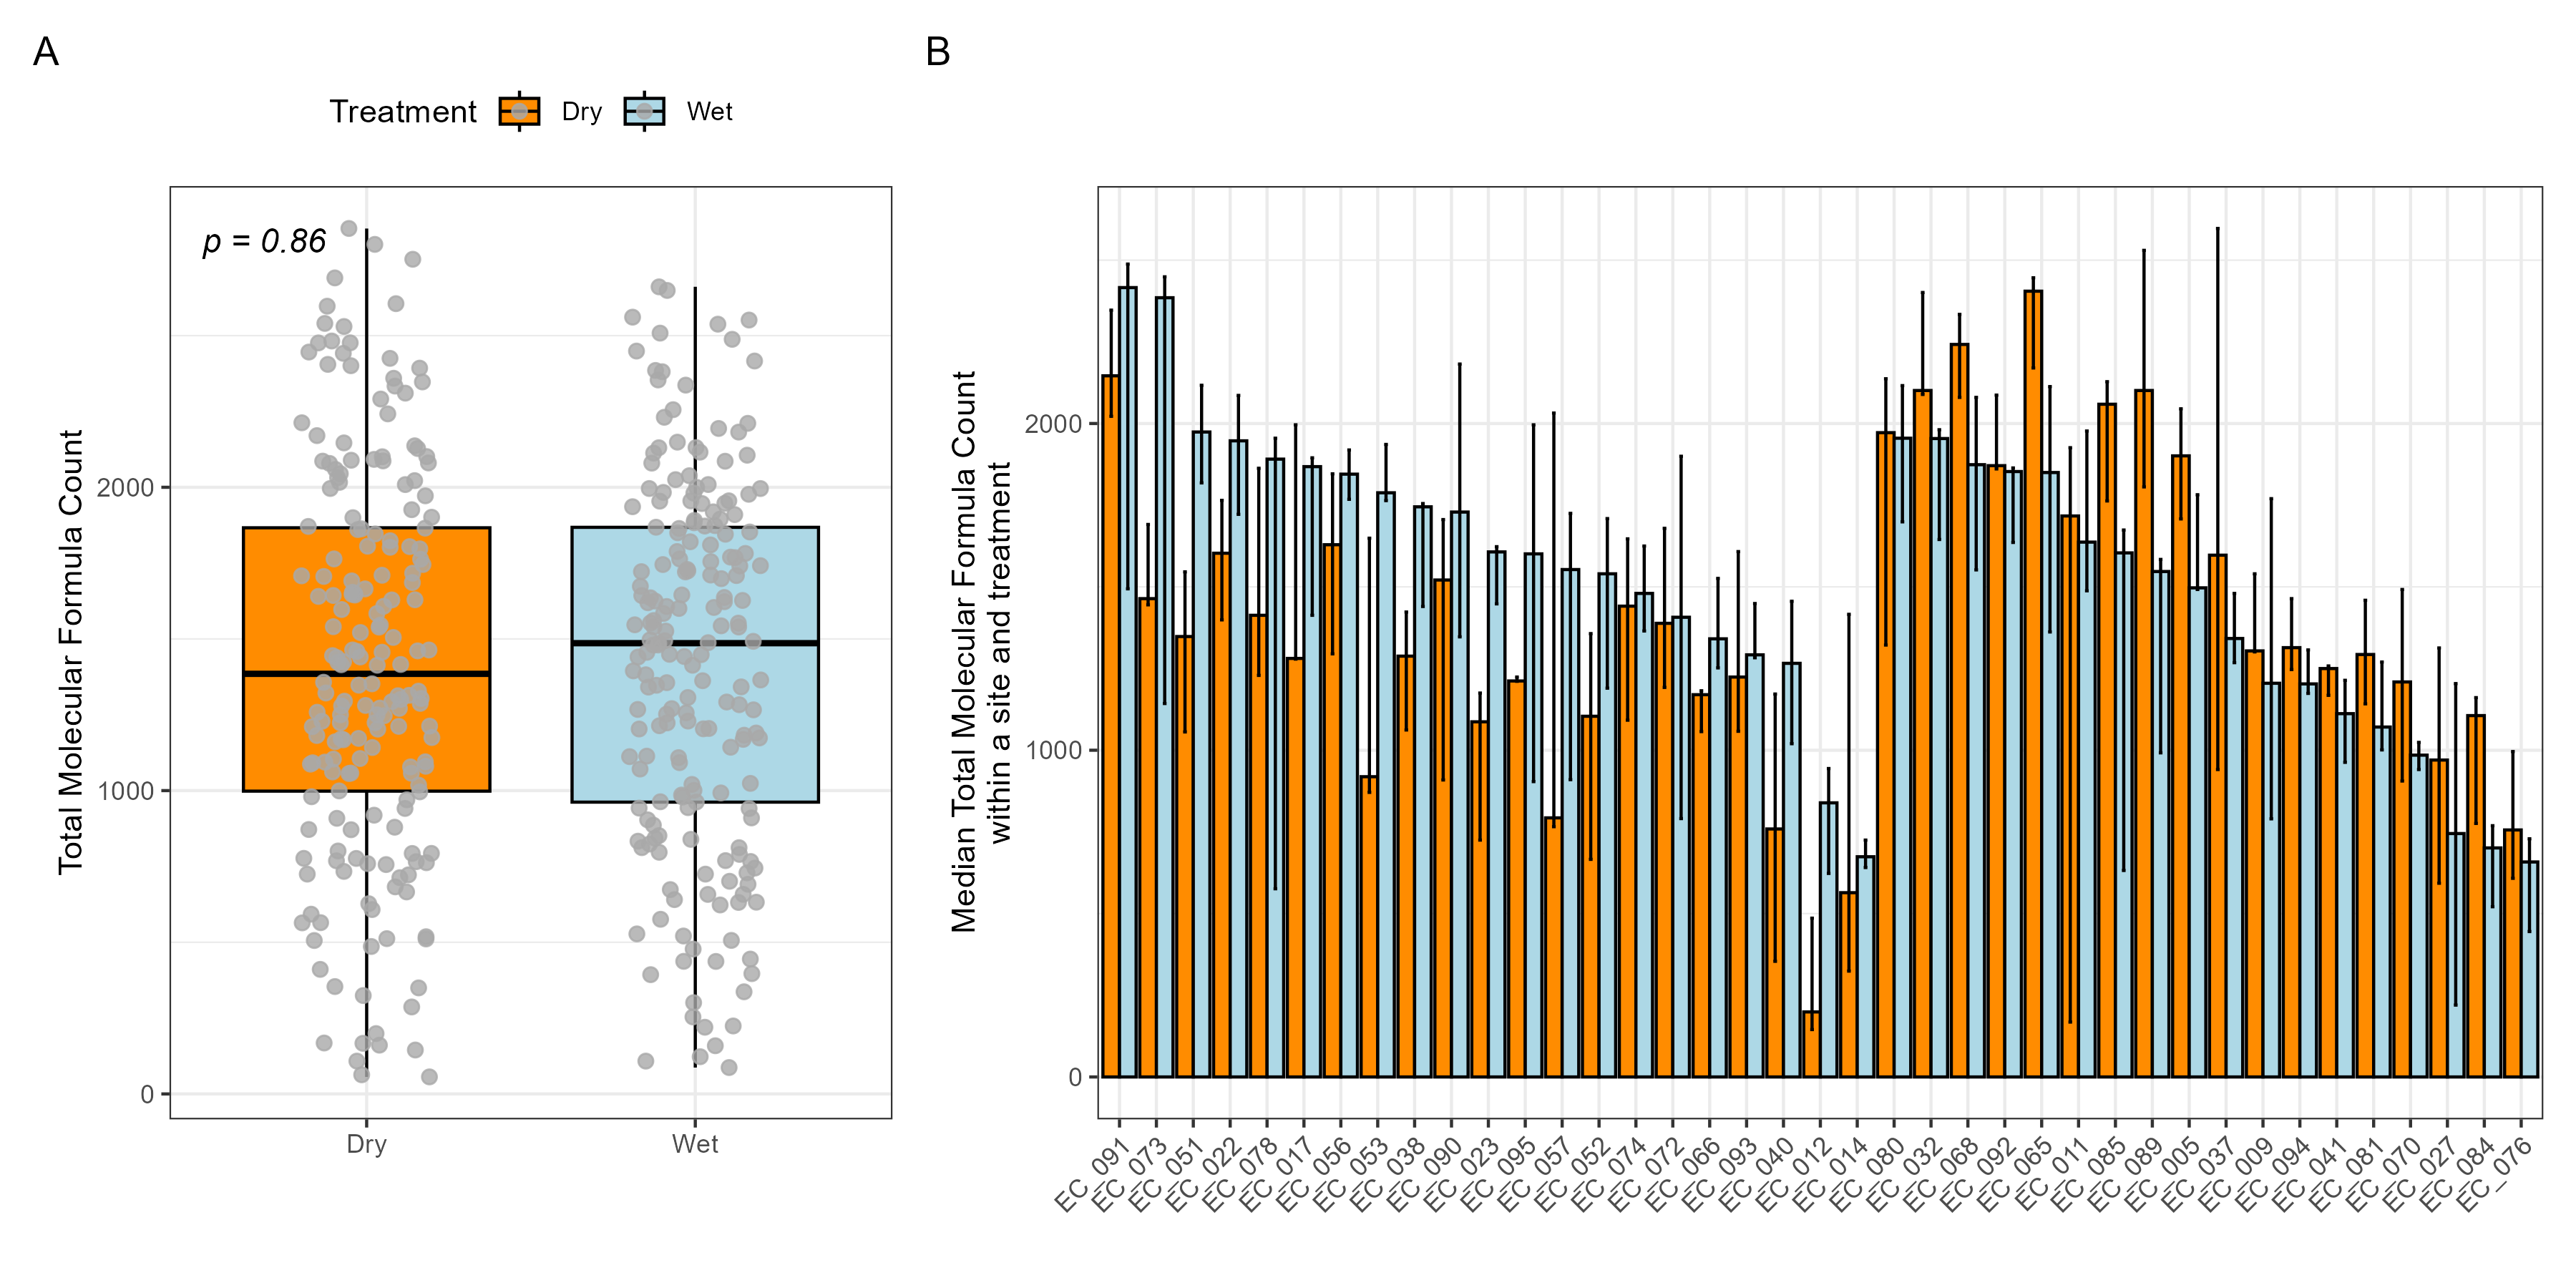 A
B
Treatment Dry Wet
p = 0.86
Total Molecular Formula Count
2000
1000
0
Dry Wet
Median Total Molecular Formula Count
within a site and treatment
2000
1000
0
EC_091 EC_073 EC_051 EC_022 EC_078 EC_017 EC_056 EC_053 EC_038 EC_090 EC_023 EC_095 EC_057 EC_052 EC_074 EC_072 EC_066 EC_093 EC_040 EC_012 EC_014 EC_080 EC_032 EC_068 EC_092 EC_065 EC_011 EC_085 EC_089 EC_005 EC_037 EC_009 EC_094 EC_041 EC_081 EC_070 EC_027 EC_084 EC_076